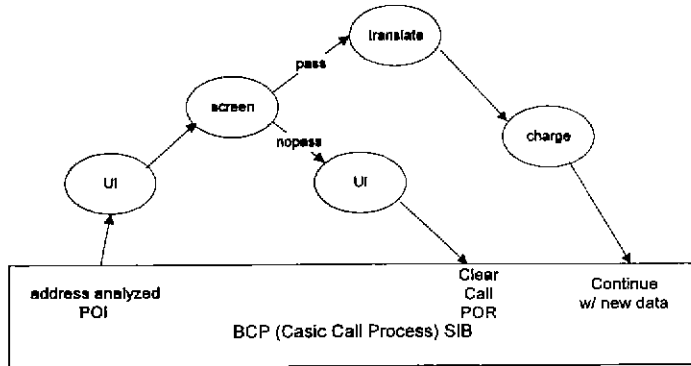 translate
pass
screen
nopass
charge
UI
UI
address analyzed
POI
Clear
Call
POR
Continue
w/ new data
BCP (Casic Call Process) SIB